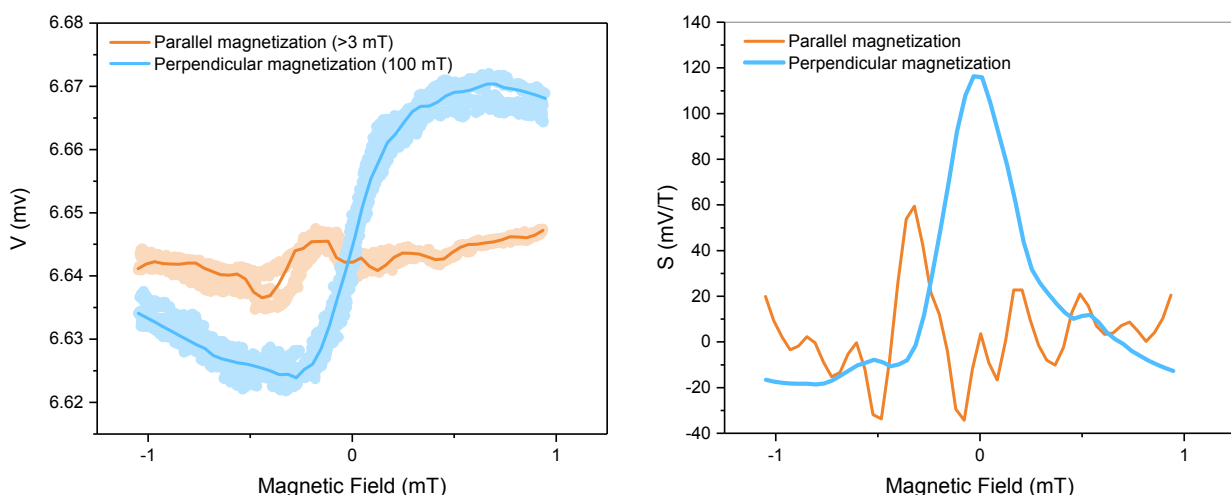 6.68
6.67
6.66
6.65
6.64
6.63
6.62
V (mv)
-1
0
1
Magnetic Field (mT)
Parallel magnetization (>3 mT)
Perpendicular magnetization (100 mT)
140
120
100
80
60
40
20
0
-20
-40
S (mV/T)
-1
0
1
Magnetic Field (mT)
Parallel magnetization
Perpendicular magnetization